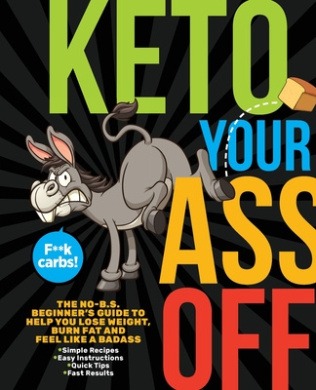 KETO
YOUR
ASS
OFF
F**k
carbs!
THE NO-B.S.
BEGINNER'S GUIDE TO
HELP YOU LOSE WEIGHT,
BURN FAT AND
FEEL LIKE A BADASS
*Simple Recipes
*Easy Instructions
*Quick Tips
*Fast Results